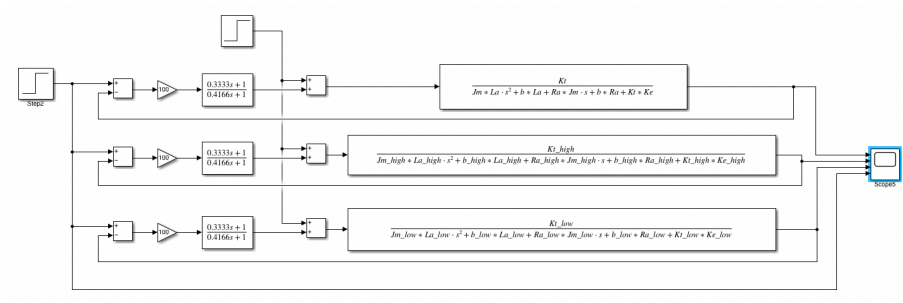 Step2
+
−
100
0.3333s + 1
0.4166s + 1
+
+
Kt
Jm ∗ La · s² + b ∗ La + Ra ∗ Jm · s + b ∗ Ra + Kt ∗ Ke
+
−
100
0.3333s + 1
0.4166s + 1
+
+
Kt_high
Jm_high ∗ La_high · s² + b_high ∗ La_high + Ra_high ∗ Jm_high · s + b_high ∗ Ra_high + Kt_high ∗ Ke_high
Scope5
+
−
100
0.3333s + 1
0.4166s + 1
+
+
Kt_low
Jm_low ∗ La_low · s² + b_low ∗ La_low + Ra_low ∗ Jm_low · s + b_low ∗ Ra_low + Kt_low ∗ Ke_low